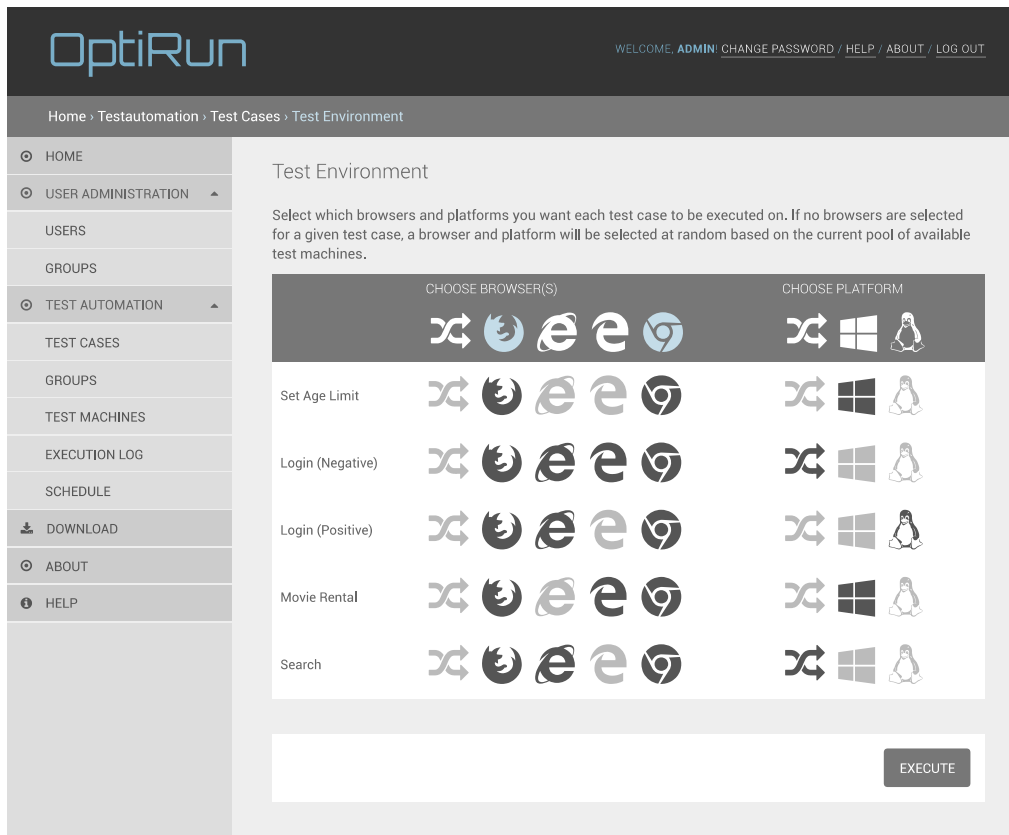 OptiRun
WELCOME, ADMIN! CHANGE PASSWORD / HELP / ABOUT / LOG OUT
Home › Testautomation › Test Cases › Test Environment
HOME
USER ADMINISTRATION
USERS
GROUPS
TEST AUTOMATION
TEST CASES
GROUPS
TEST MACHINES
EXECUTION LOG
SCHEDULE
DOWNLOAD
ABOUT
HELP
Test Environment
Select which browsers and platforms you want each test case to be executed on. If no browsers are selected
for a given test case, a browser and platform will be selected at random based on the current pool of available
test machines.
CHOOSE BROWSER(S) CHOOSE PLATFORM
Set Age Limit
Login (Negative)
Login (Positive)
Movie Rental
Search
EXECUTE